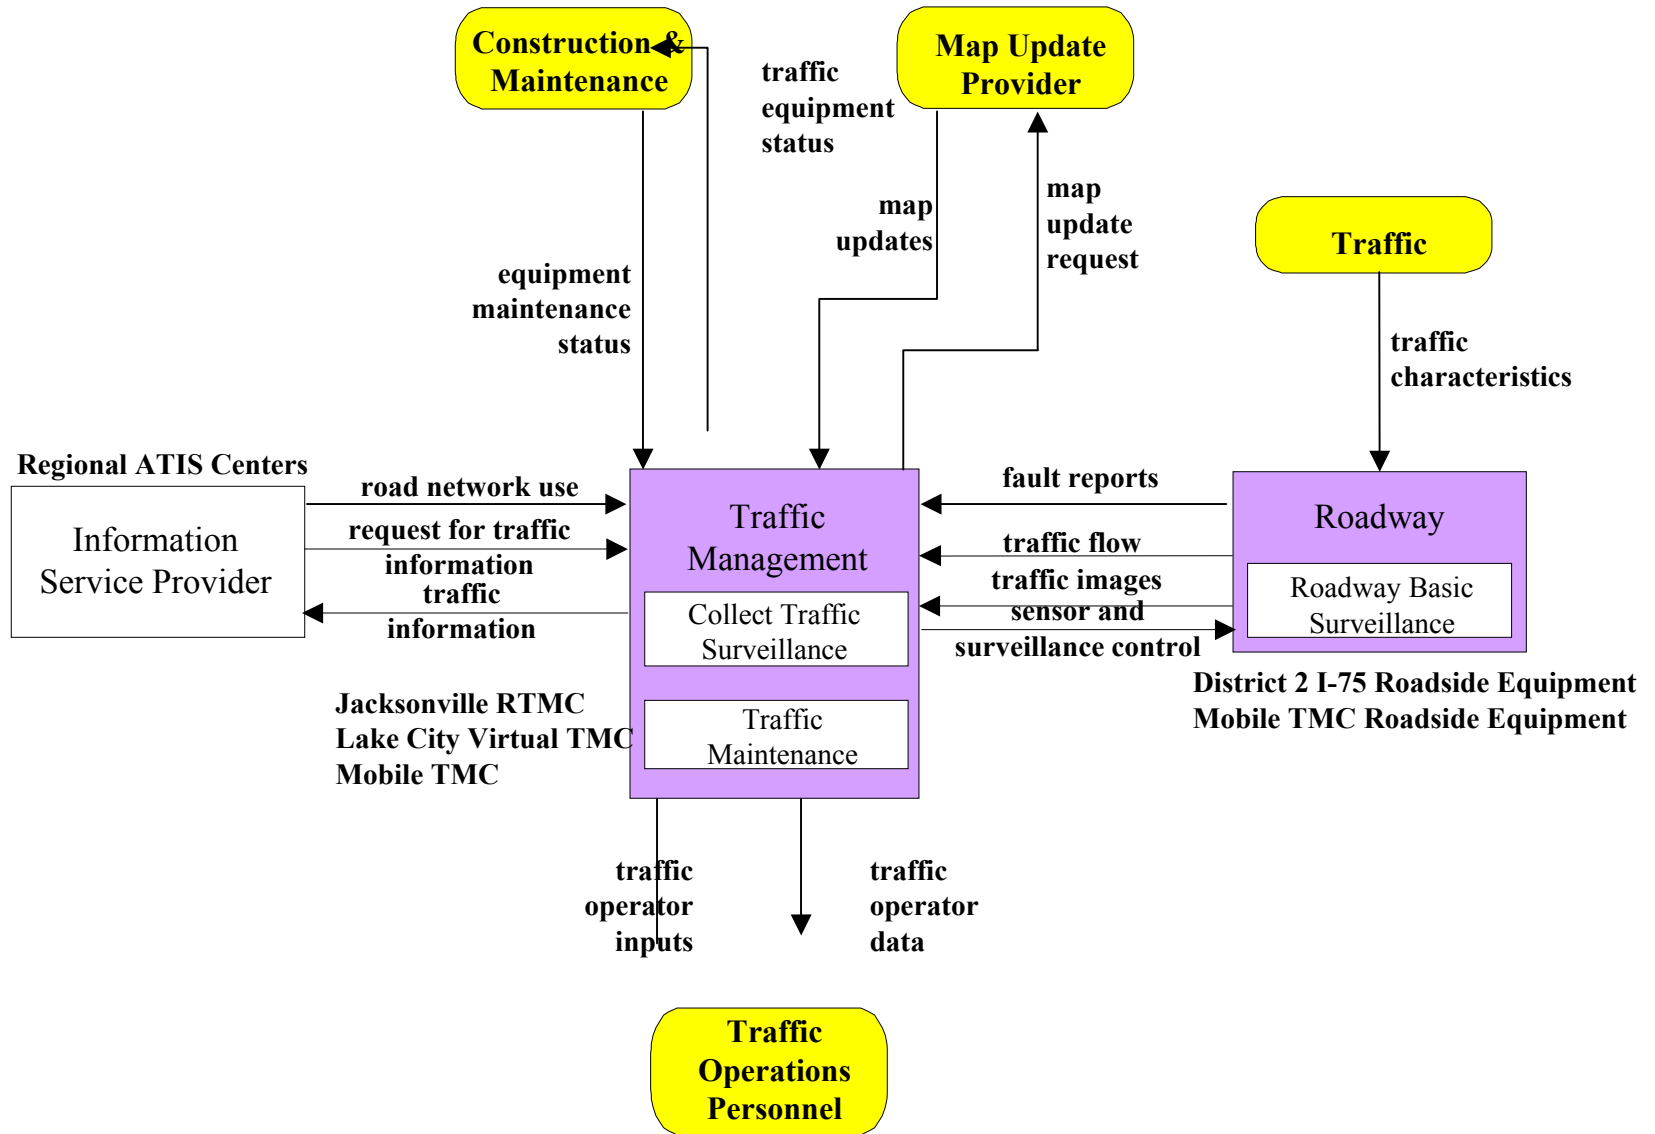 Construction &
Maintenance
Map Update
Provider
traffic
equipment
status
map
updates
map
update
request
Traffic
equipment
maintenance
status
traffic
characteristics
Regional ATIS Centers
Information
Service Provider
road network use
request for traffic
information
traffic
information
Traffic
Management
Collect Traffic
Surveillance
Traffic
Maintenance
fault reports
traffic flow
traffic images
sensor and
surveillance control
Roadway
Roadway Basic
Surveillance
District 2 I-75 Roadside Equipment
Mobile TMC Roadside Equipment
Jacksonville RTMC
Lake City Virtual TMC
Mobile TMC
traffic
operator
inputs
traffic
operator
data
Traffic
Operations
Personnel